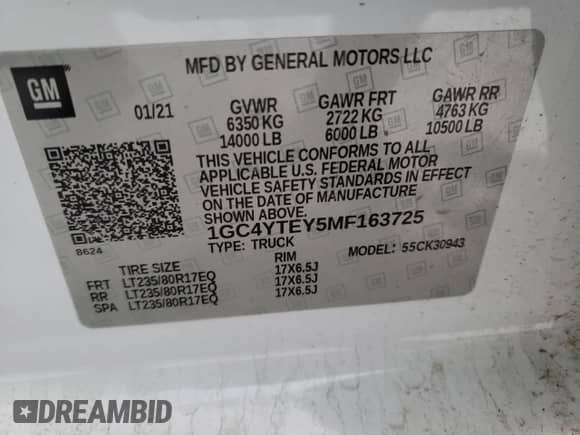 MFD BY GENERAL MOTORS LLC
GM
01/21
GVWR
6350 KG
14000 LB
GAWR FRT
2722 KG
6000 LB
GAWR RR
4763 KG
10500 LB
THIS VEHICLE CONFORMS TO ALL
APPLICABLE U.S. FEDERAL MOTOR
VEHICLE SAFETY STANDARDS IN EFFECT
ON THE DATE OF MANUFACTURE
SHOWN ABOVE.
1GC4YTEY5MF163725
8624
TYPE: TRUCK
MODEL: 55CK30943
TIRE SIZE RIM
FRT LT235/80R17EQ 17X6.5J
RR LT235/80R17EQ 17X6.5J
SPA LT235/80R17EQ 17X6.5J
DREAMBID